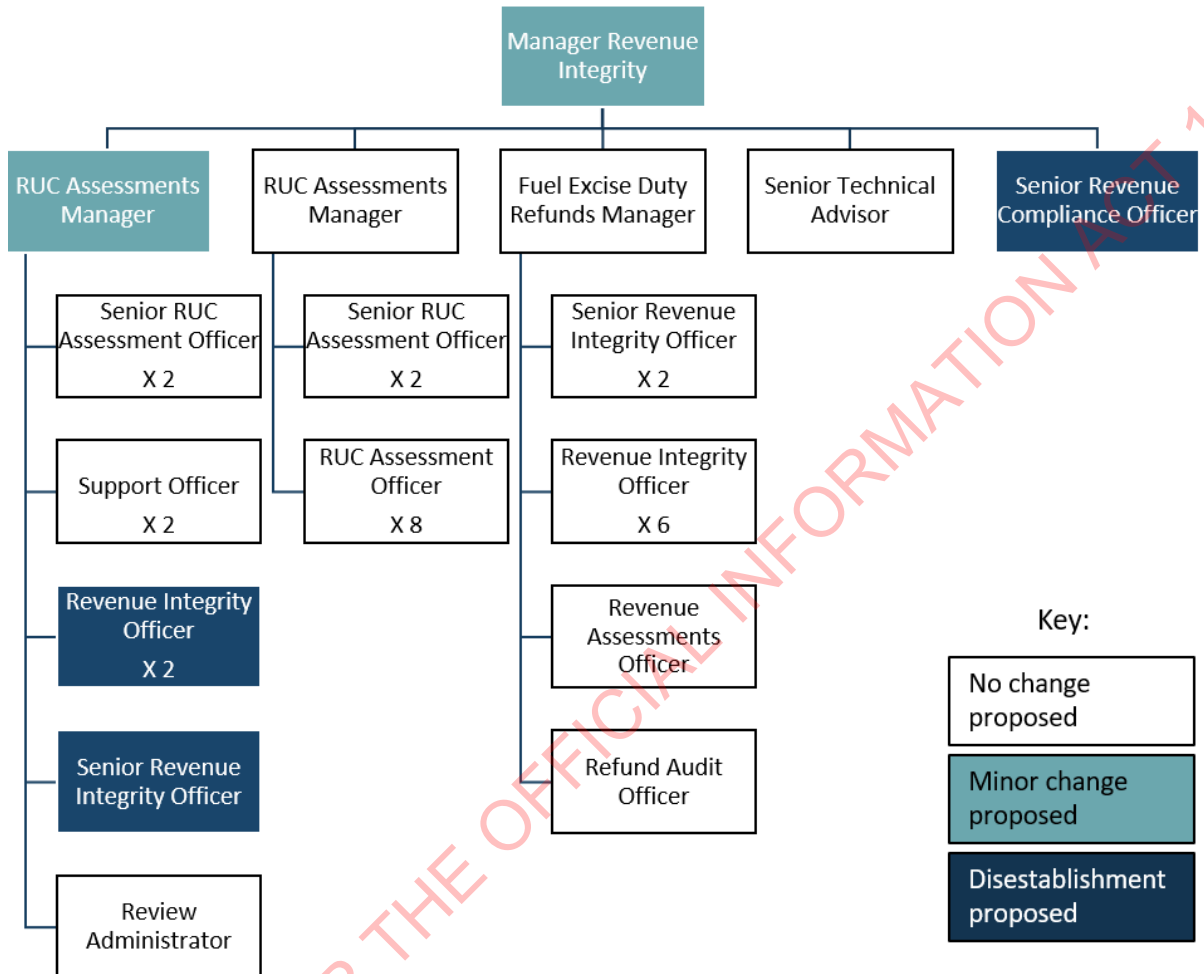 Manager Revenue
Integrity
RUC Assessments
Manager
RUC Assessments
Manager
Fuel Excise Duty
Refunds Manager
Senior Technical
Advisor
Senior Revenue
Compliance Officer
Senior RUC
Assessment Officer
X 2
Senior RUC
Assessment Officer
X 2
Senior Revenue
Integrity Officer
X 2
Support Officer
X 2
RUC Assessment
Officer
X 8
Revenue Integrity
Officer
X 6
Revenue Integrity
Officer
X 2
Revenue
Assessments
Officer
Senior Revenue
Integrity Officer
Refund Audit
Officer
Review
Administrator
Key:
No change
proposed
Minor change
proposed
Disestablishment
proposed
THE OFFICIAL INFORMATION ACT 1